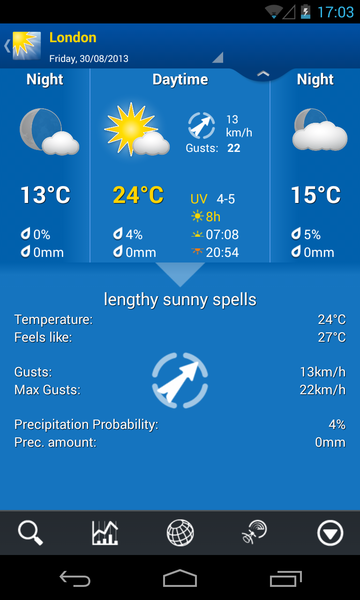 17:03
London
Friday, 30/08/2013
Night
Daytime
Night
13 km/h
Gusts: 22
13°C
24°C
15°C
UV 4-5
8h
0%
4%
07:08
5%
0mm
0mm
20:54
0mm
lengthy sunny spells
Temperature: 24°C
Feels like: 27°C
Gusts: 13km/h
Max Gusts: 22km/h
Precipitation Probability: 4%
Prec. amount: 0mm